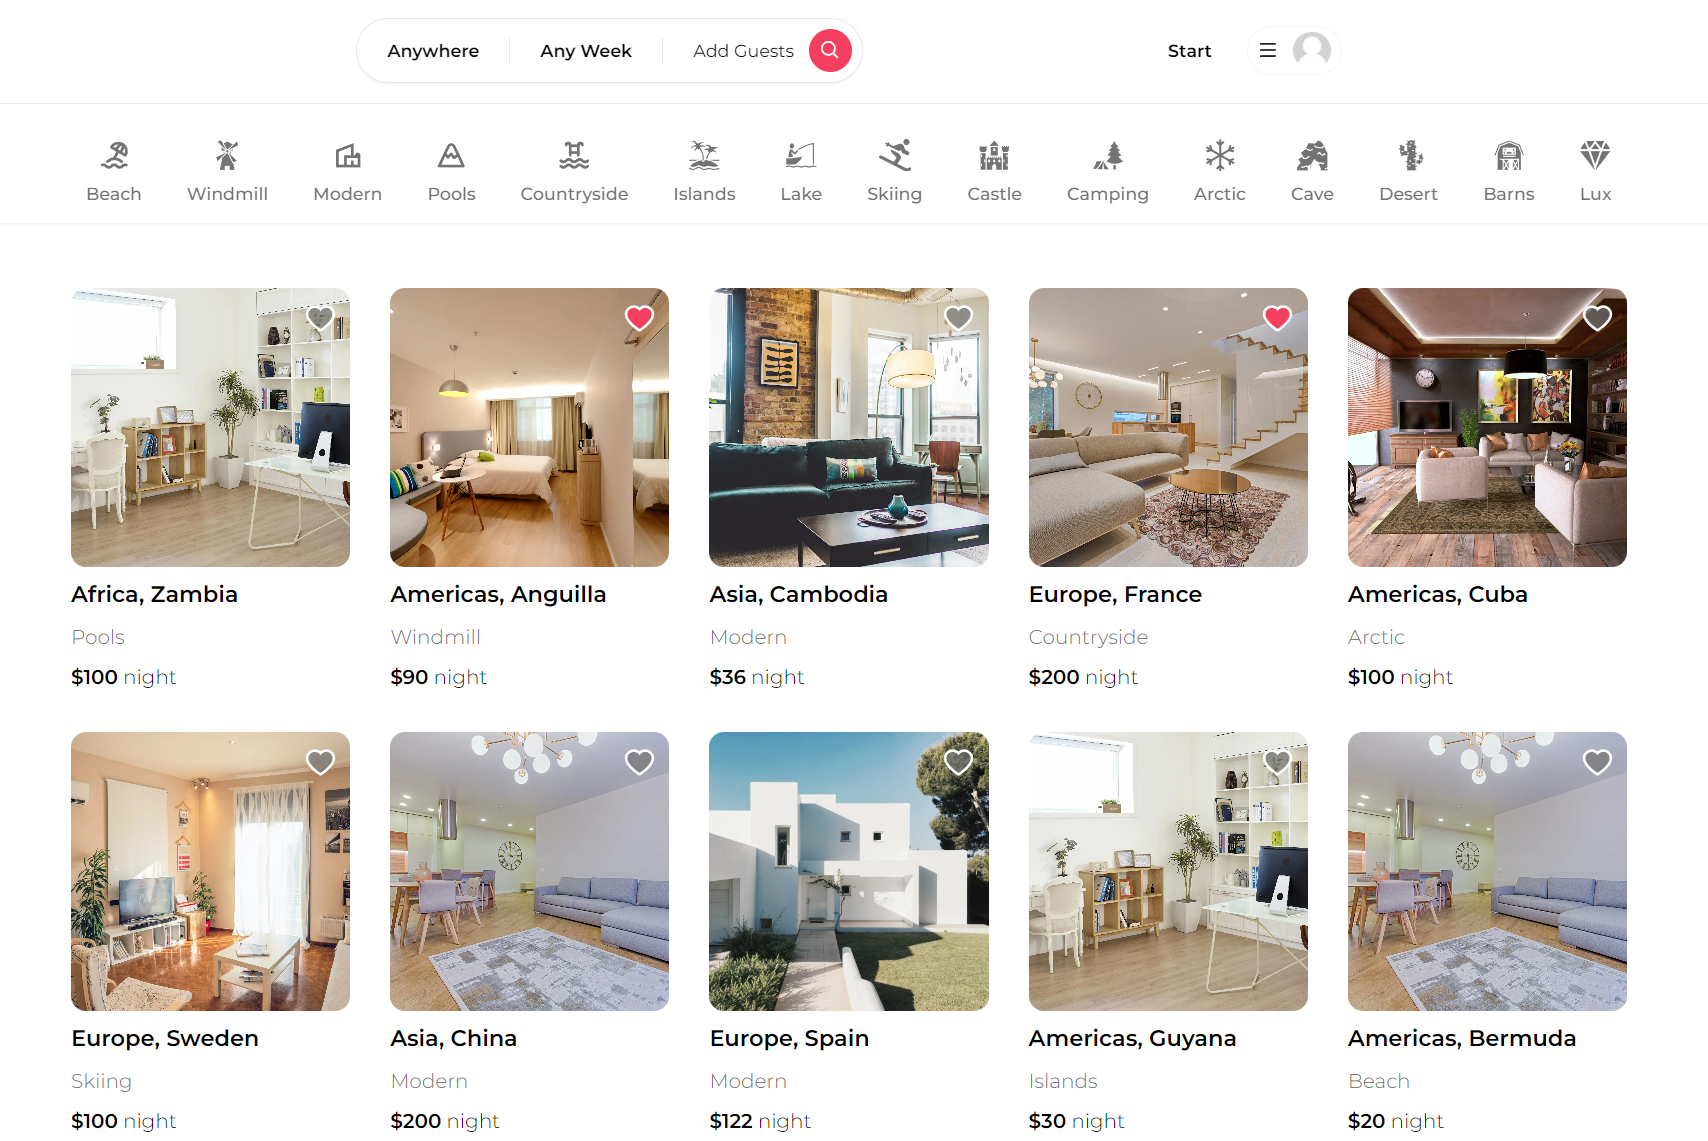 Anywhere Any Week Add Guests Start
Beach Windmill Modern Pools Countryside Islands Lake Skiing Castle Camping Arctic Cave Desert Barns Lux
Africa, Zambia
Pools
$100 night
Americas, Anguilla
Windmill
$90 night
Asia, Cambodia
Modern
$36 night
Europe, France
Countryside
$200 night
Americas, Cuba
Arctic
$100 night
Europe, Sweden
Skiing
$100 night
Asia, China
Modern
$200 night
Europe, Spain
Modern
$122 night
Americas, Guyana
Islands
$30 night
Americas, Bermuda
Beach
$20 night